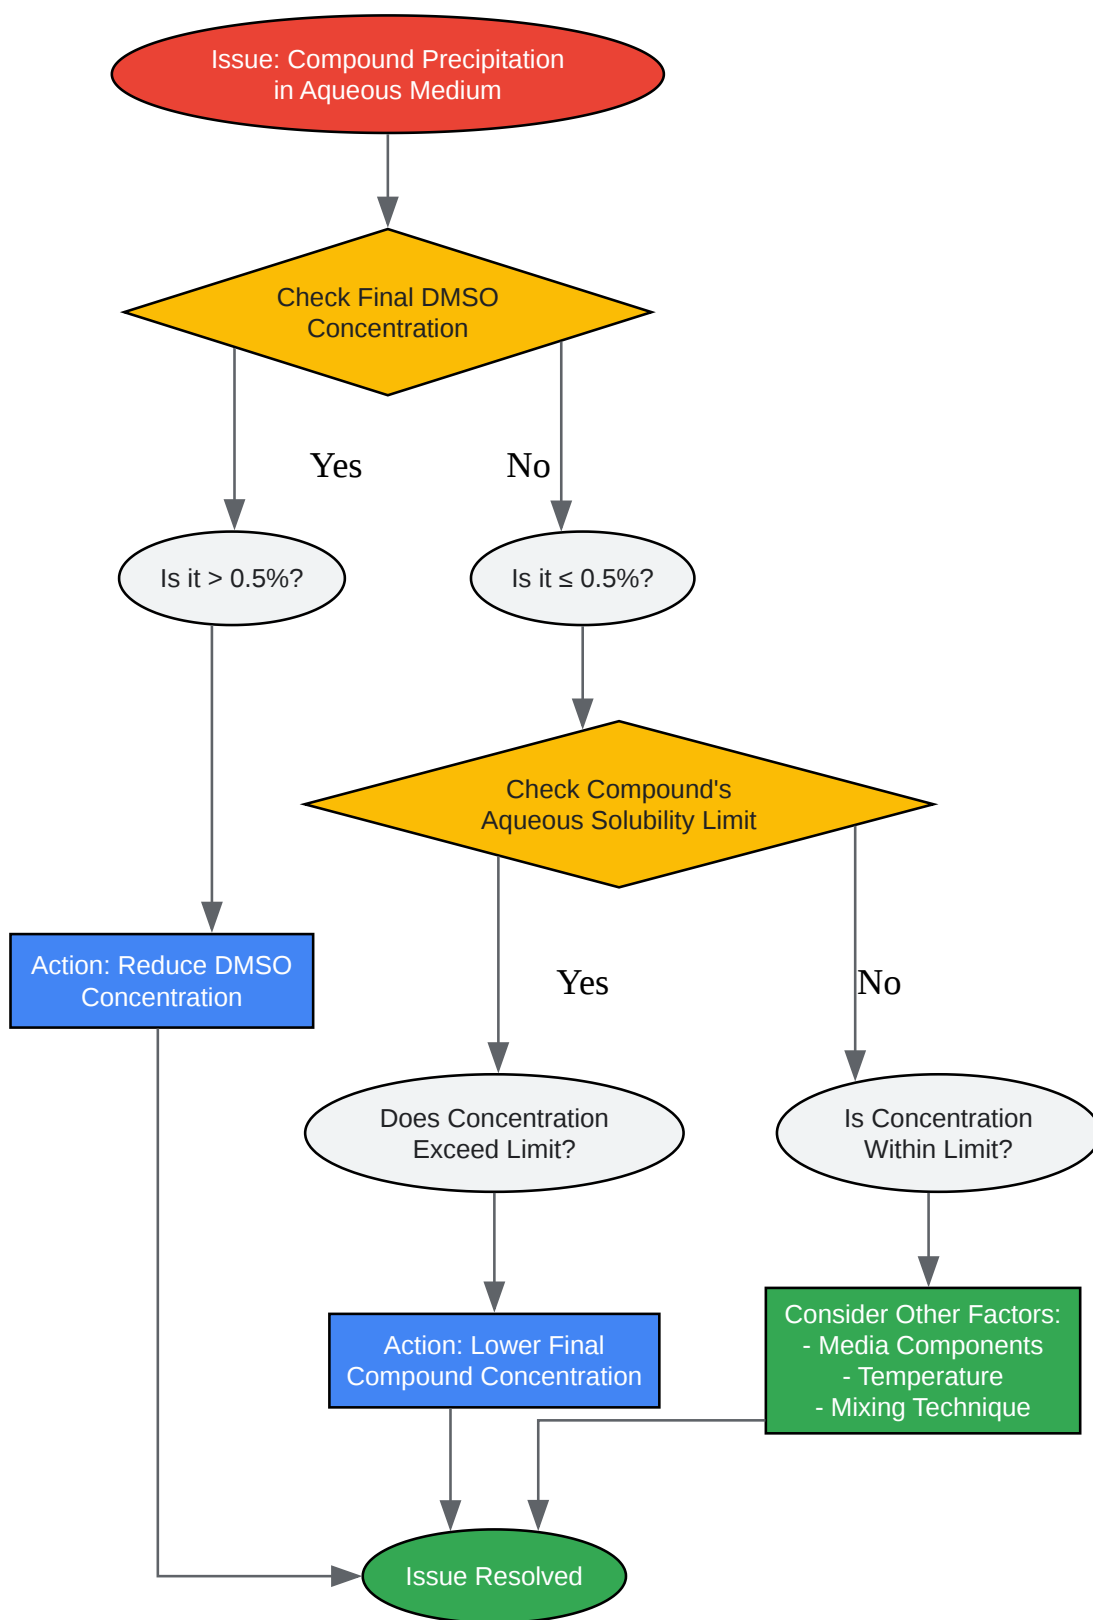 Issue: Compound Precipitation
in Aqueous Medium
Check Final DMSO
Concentration
Yes
No
Is it > 0.5%?
Is it ≤ 0.5%?
Check Compound's
Aqueous Solubility Limit
Action: Reduce DMSO
Concentration
Yes
No
Does Concentration
Exceed Limit?
Is Concentration
Within Limit?
Action: Lower Final
Compound Concentration
Consider Other Factors:
- Media Components
- Temperature
- Mixing Technique
Issue Resolved